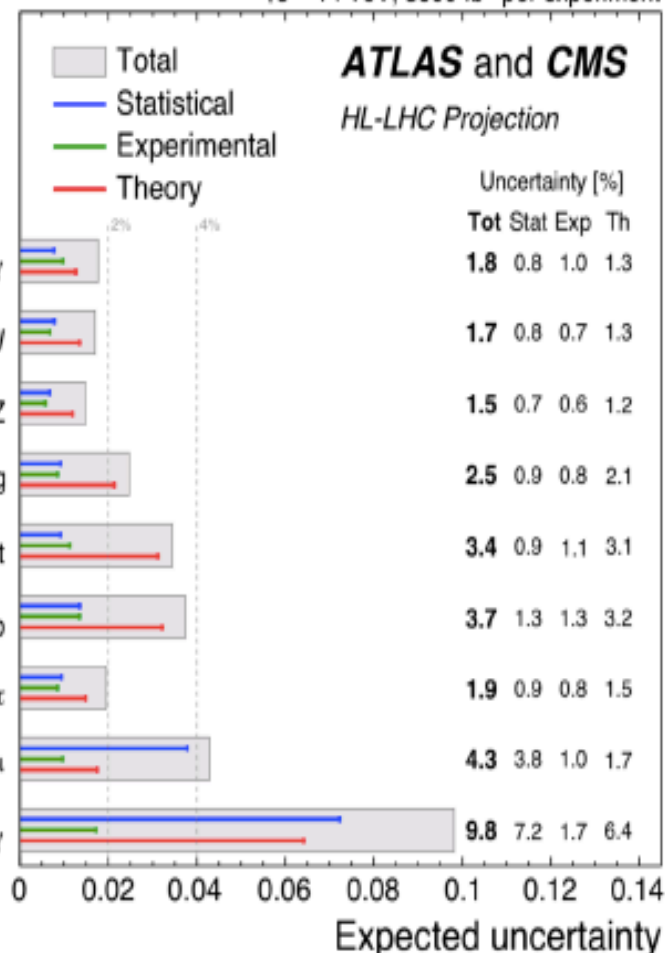 Total
Statistical
Experimental
Theory
ATLAS and CMS
HL-LHC Projection
Uncertainty [%]
Tot Stat Exp Th
2% 4%
1.8 0.8 1.0 1.3
1.7 0.8 0.7 1.3
Z 1.5 0.7 0.6 1.2
g 2.5 0.9 0.8 2.1
t 3.4 0.9 1.1 3.1
3.7 1.3 1.3 3.2
1.9 0.9 0.8 1.5
4.3 3.8 1.0 1.7
9.8 7.2 1.7 6.4
0 0.02 0.04 0.06 0.08 0.1 0.12 0.14
Expected uncertainty